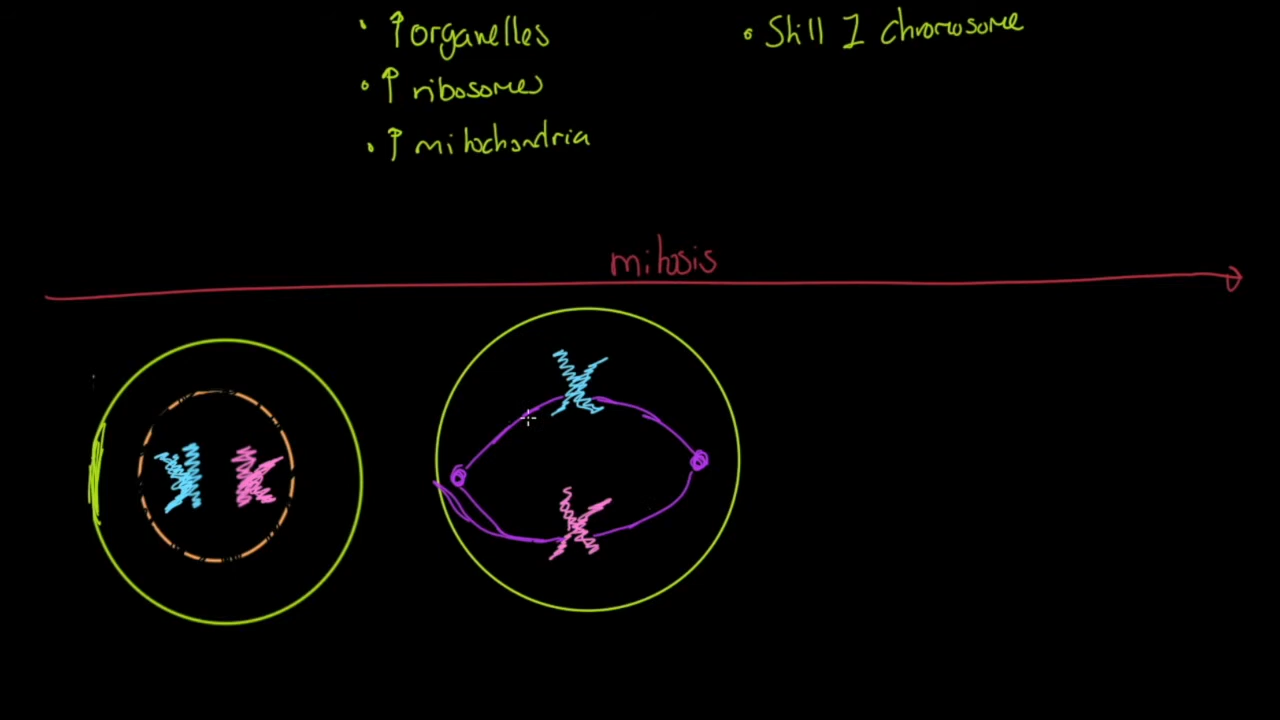 • ↑ organelles
• ↑ ribosomes
• ↑ mitochondria
• Still 1 chromosome
mitosis